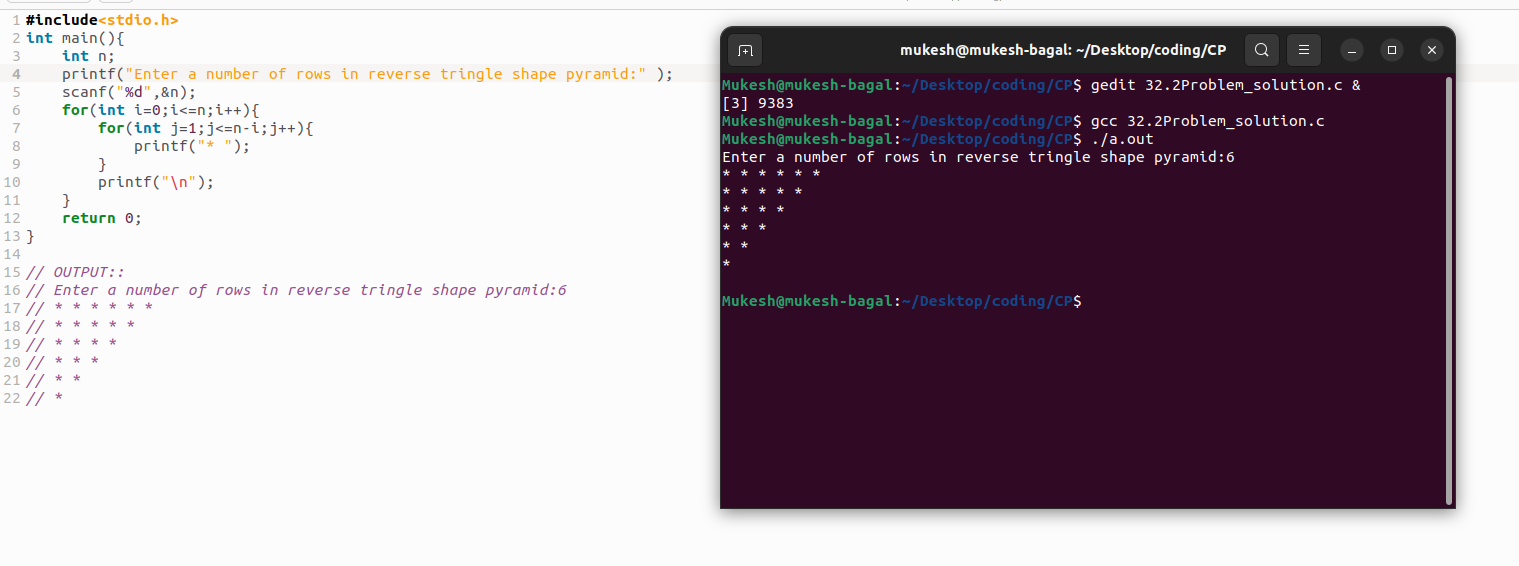 1 #include<stdio.h>
2 int main(){
3     int n;
4     printf("Enter a number of rows in reverse tringle shape pyramid:" );
5     scanf("%d",&n);
6     for(int i=0;i<=n;i++){
7         for(int j=1;j<=n-i;j++){
8             printf("* ");
9         }
10         printf("\n");
11     }
12     return 0;
13 }
14
15 // OUTPUT::
16 // Enter a number of rows in reverse tringle shape pyramid:6
17 // * * * * * *
18 // * * * * *
19 // * * * *
20 // * * *
21 // * *
22 // *
mukesh@mukesh-bagal: ~/Desktop/coding/CP
Mukesh@mukesh-bagal:~/Desktop/coding/CP$ gedit 32.2Problem_solution.c &
[3] 9383
Mukesh@mukesh-bagal:~/Desktop/coding/CP$ gcc 32.2Problem_solution.c
Mukesh@mukesh-bagal:~/Desktop/coding/CP$ ./a.out
Enter a number of rows in reverse tringle shape pyramid:6
* * * * * *
* * * * *
* * * *
* * *
* *
*
Mukesh@mukesh-bagal:~/Desktop/coding/CP$